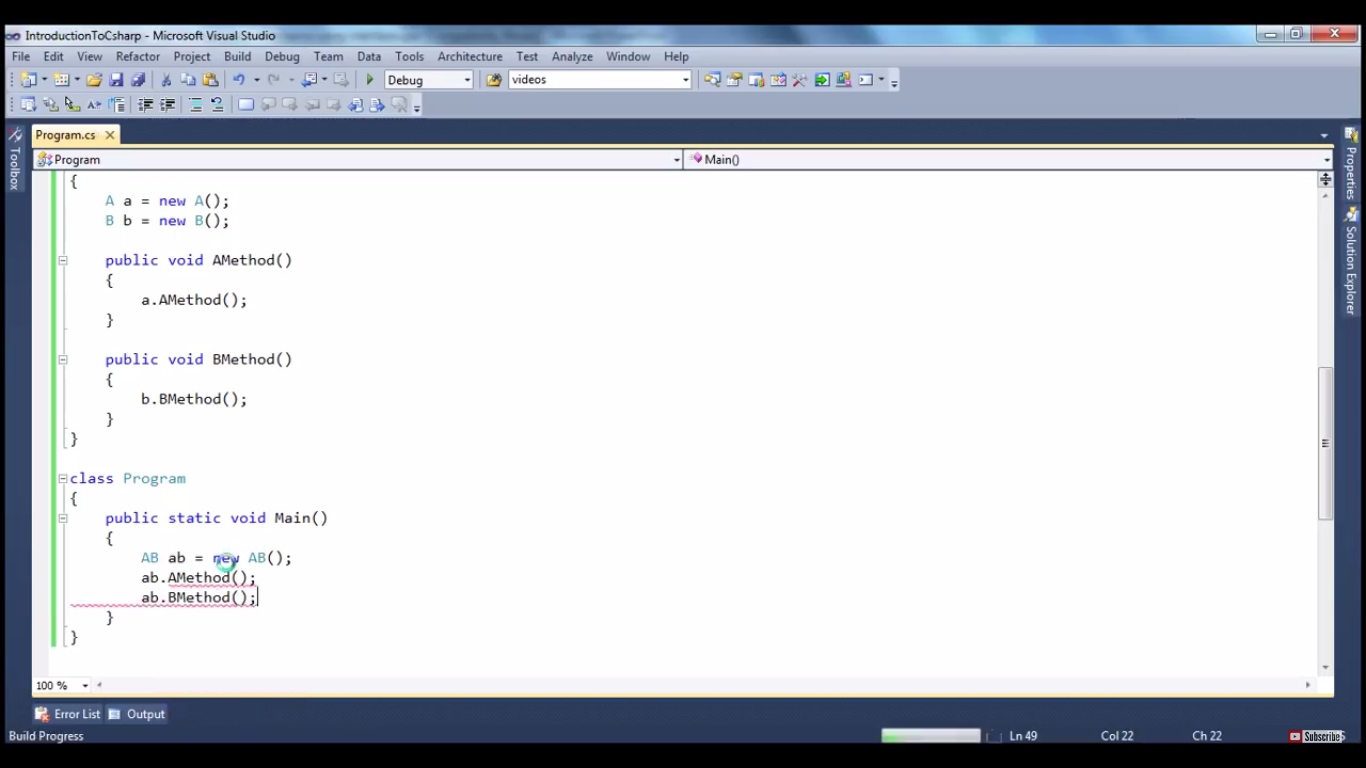 IntroductionToCsharp - Microsoft Visual Studio
File Edit View Refactor Project Build Debug Team Data Tools Architecture Test Analyze Window Help
Debug videos
Program.cs
Toolbox
Properties
Solution Explorer
Program Main()
{
A a = new A();
B b = new B();
public void AMethod()
{
a.AMethod();
}
public void BMethod()
{
b.BMethod();
}
}
class Program
{
public static void Main()
{
AB ab = new AB();
ab.AMethod();
ab.BMethod();
}
}
100 %
Error List Output
Build Progress Ln 49 Col 22 Ch 22 Subscribe